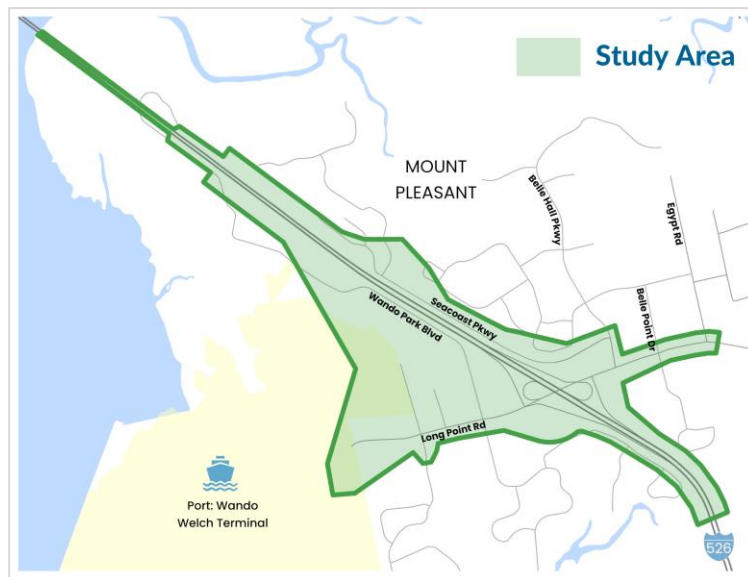 Study Area
MOUNT
PLEASANT
Belle Hall Pkwy
Egypt Rd
Belle Point Dr
Seacoast Pkwy
Wando Park Blvd
Long Point Rd
Port: Wando
Welch Terminal
526